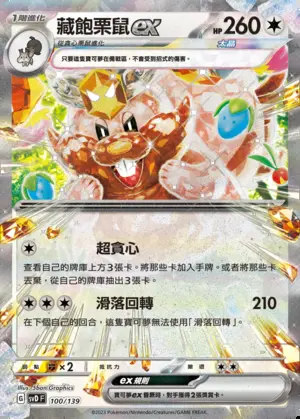 1階進化
藏飽栗鼠ex
HP 260
從貪心栗鼠進化
太晶
只要這隻寶可夢在備戰區，不會受到招式的傷害。
超貪心
查看自己的牌庫上方3張卡。將那些卡加入手牌。或者將那些卡
丟棄，從自己的牌庫抽出3張卡。
滑落回轉 210
在下個自己的回合，這隻寶可夢無法使用「滑落回轉」。
弱點 ×2 抵抗力 撤退
Illus. 5ban Graphics
ex規則
寶可夢ex【昏厥】時，對手獲得2張獎賞卡。
G SVD F 100/139
©2023 Pokémon/Nintendo/Creatures/GAME FREAK.